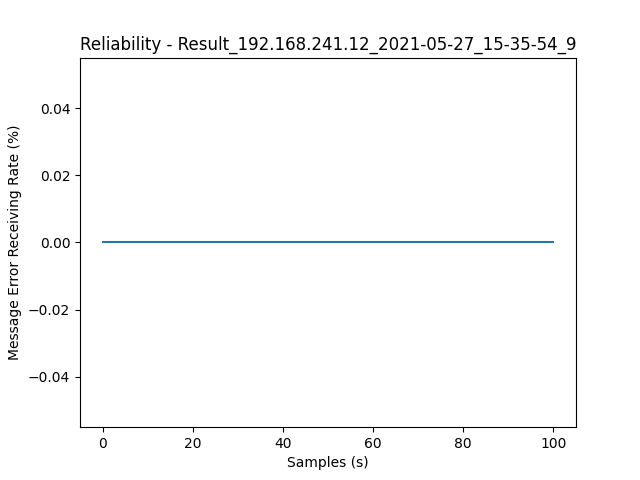 Reliability - Result_192.168.241.12_2021-05-27_15-35-54_9
Message Error Receiving Rate (%)
0.04
0.02
0.00
−0.02
−0.04
0 20 40 60 80 100
Samples (s)